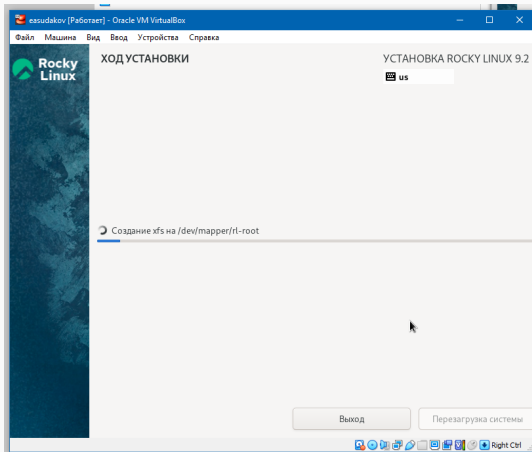 easudakov [Работает] - Oracle VM VirtualBox
Файл Машина Вид Ввод Устройства Справка
Rocky
Linux
ХОД УСТАНОВКИ
УСТАНОВКА ROCKY LINUX 9.2
us
Создание xfs на /dev/mapper/rl-root
Выход
Перезагрузка системы
Right Ctrl